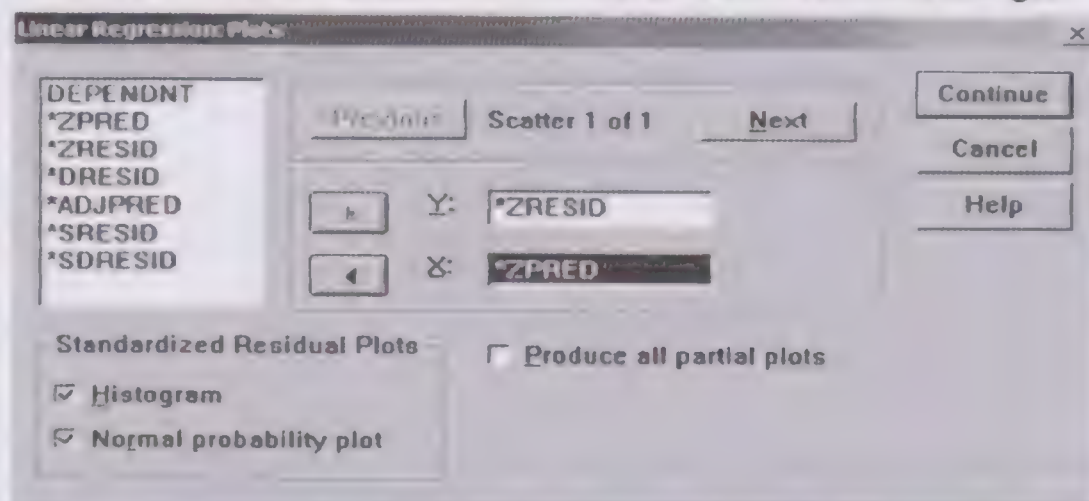 Linear Regression: Plots
×
DEPENDNT
*ZPRED
*ZRESID
*DRESID
*ADJPRED
*SRESID
*SDRESID
Previous
Scatter 1 of 1
Next
Y:
*ZRESID
X:
*ZPRED
Continue
Cancel
Help
Standardized Residual Plots
Histogram
Normal probability plot
Produce all partial plots